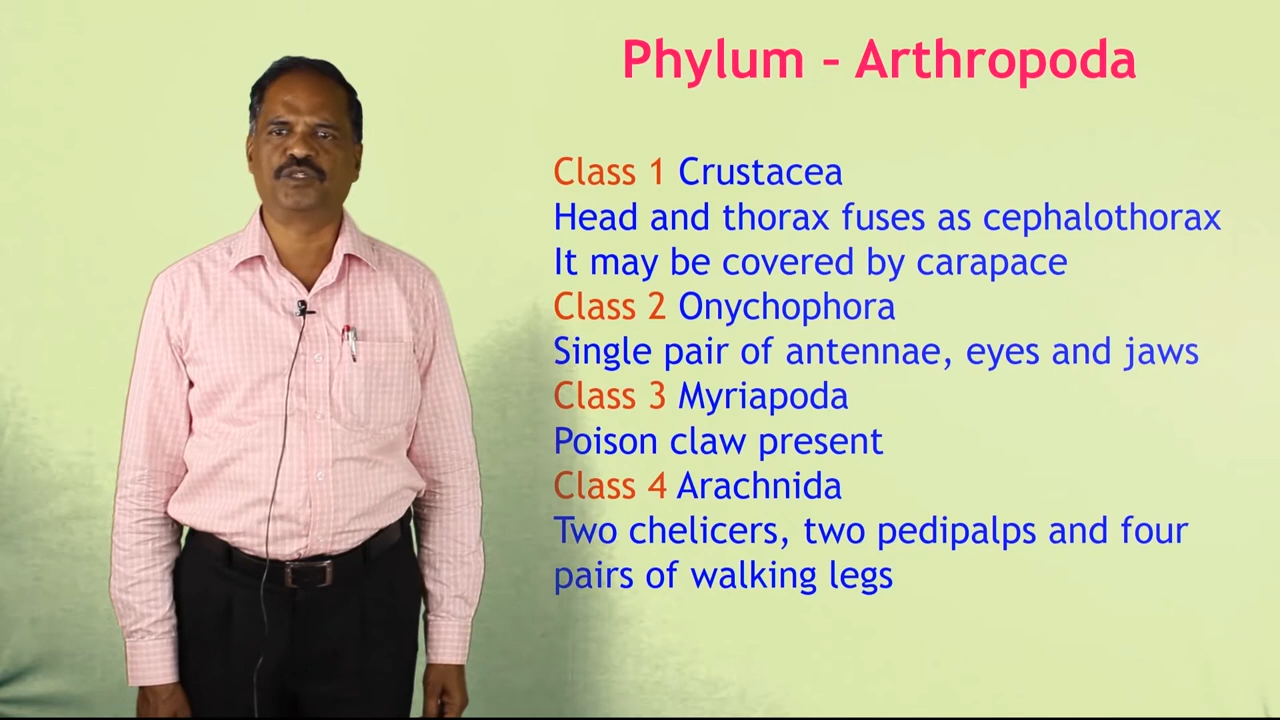 Phylum – Arthropoda
Class 1 Crustacea
Head and thorax fuses as cephalothorax
It may be covered by carapace
Class 2 Onychophora
Single pair of antennae, eyes and jaws
Class 3 Myriapoda
Poison claw present
Class 4 Arachnida
Two chelicers, two pedipalps and four
pairs of walking legs